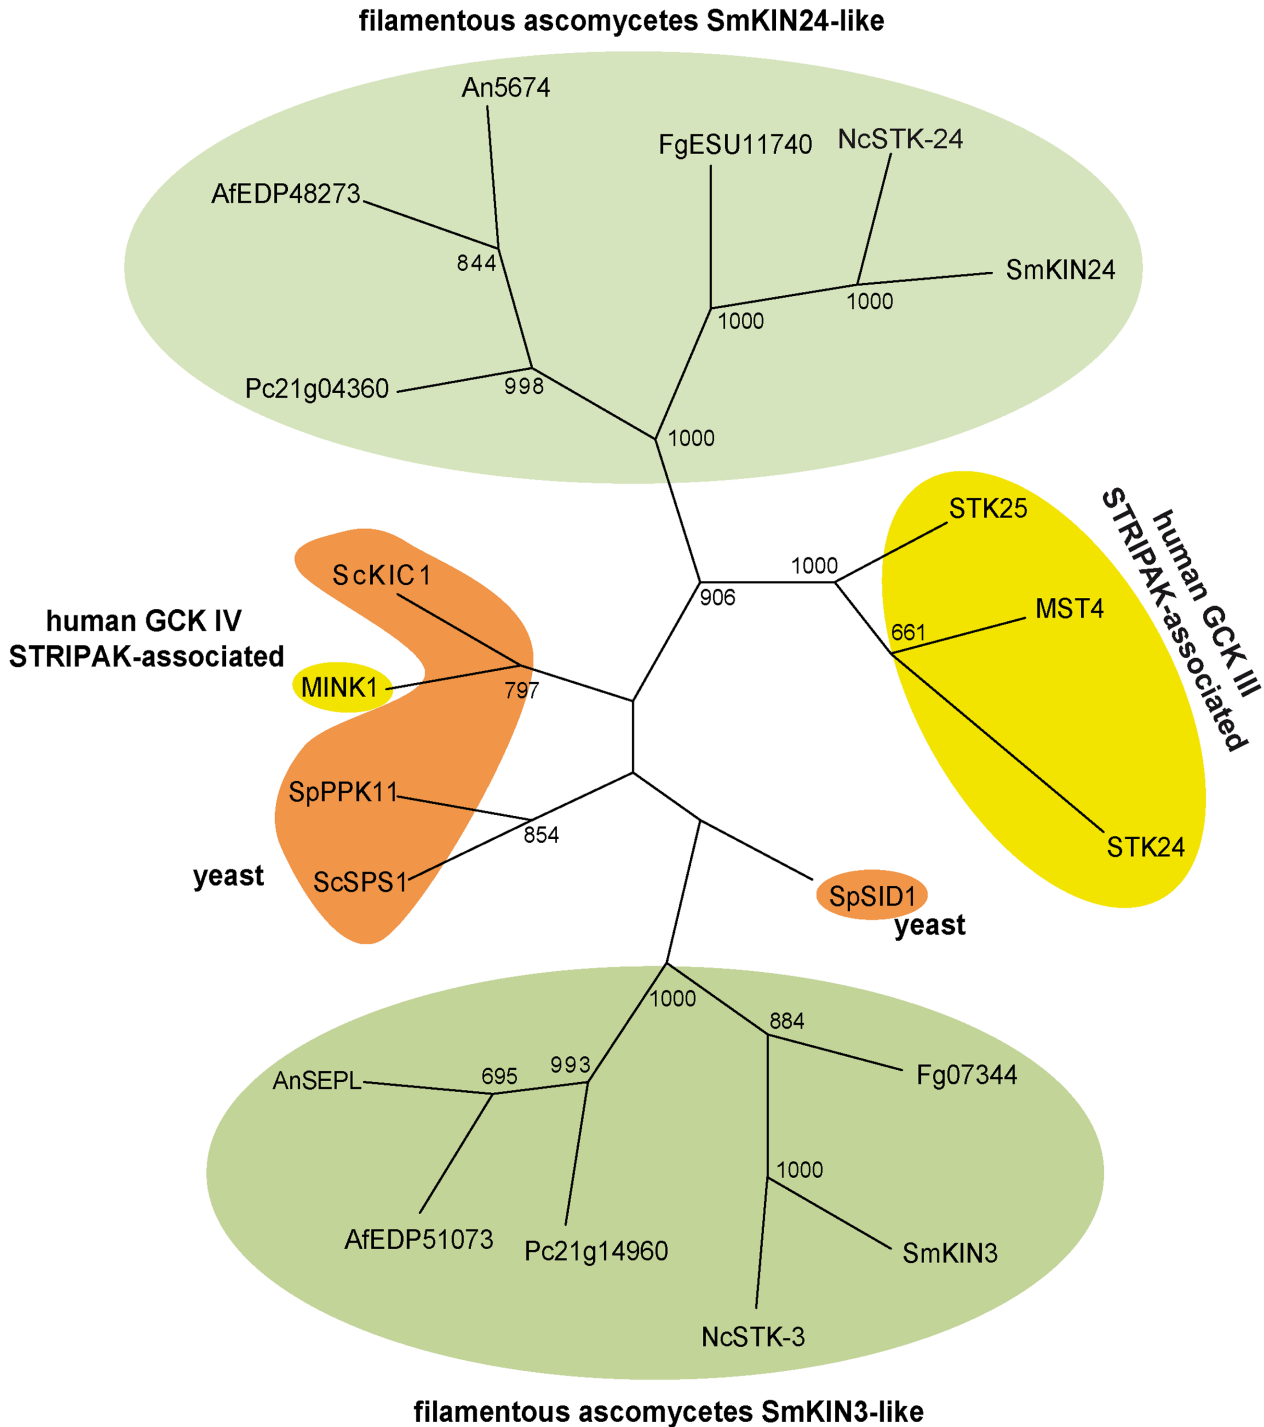 filamentous ascomycetes SmKIN24-like
An5674
FgESU11740
NcSTK-24
AfEDP48273
844
SmKIN24
1000
1000
Pc21g04360
998
1000
STK25
human GCK III
STRIPAK-associated
1000
ScKIC1
906
MST4
human GCK IV
STRIPAK-associated
661
MINK1
797
SpPPK11
854
STK24
yeast
ScSPS1
SpSID1
yeast
1000
884
993
695
AnSEPL
Fg07344
1000
AfEDP51073
Pc21g14960
SmKIN3
NcSTK-3
filamentous ascomycetes SmKIN3-like